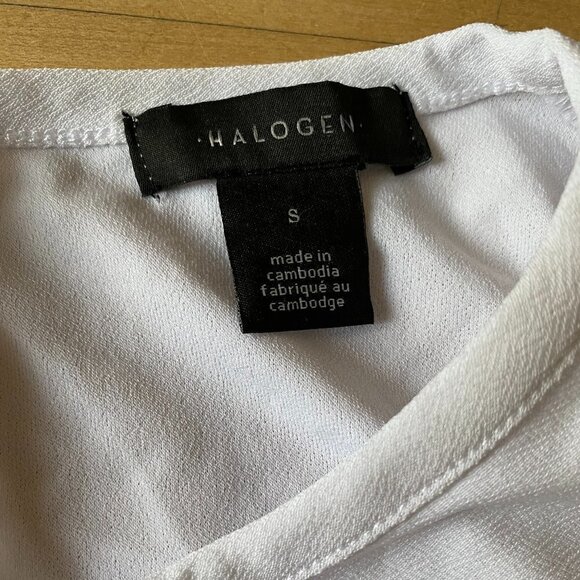 ·HALOGEN·
S
made in
cambodia
fabriqué au
cambodge